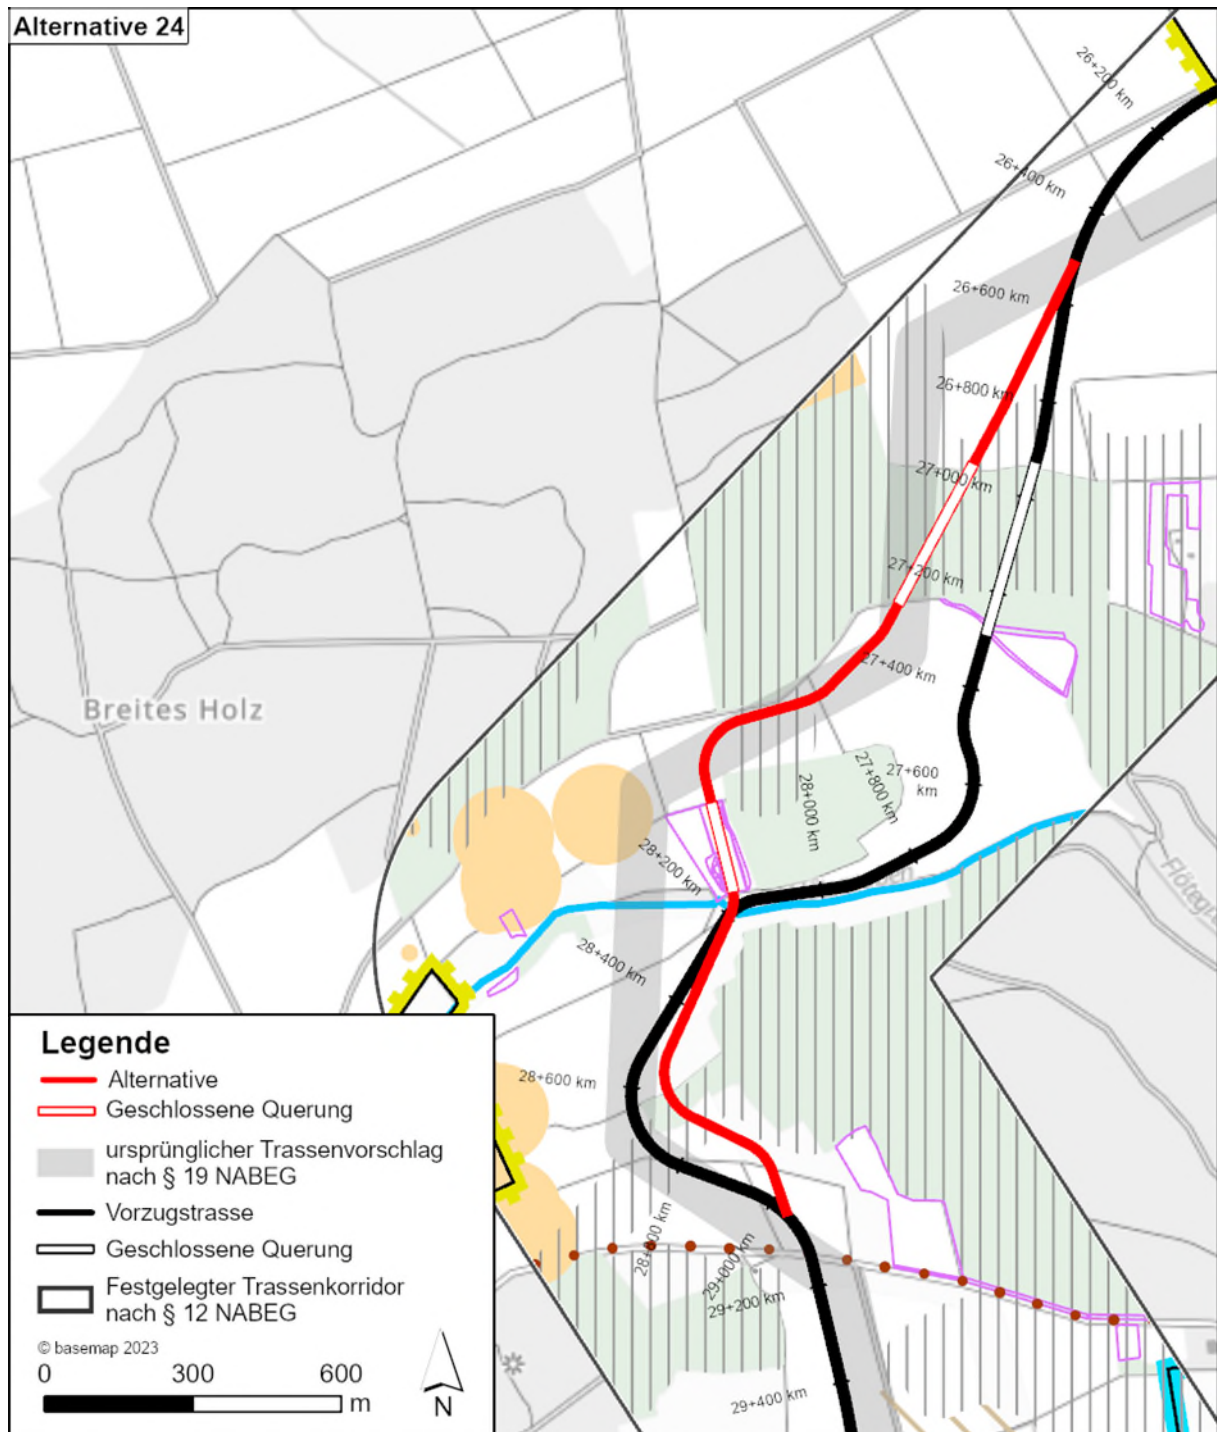 Alternative 24
26+200 km
26+400 km
26+600 km
26+800 km
27+000 km
27+200 km
27+400 km
27+600
km
27+800 km
28+000 km
28+200 km
28+400 km
28+600 km
28+800 km
29+000 km
29+200 km
29+400 km
Breites Holz
Legende
Alternative
Geschlossene Querung
ursprünglicher Trassenvorschlag
nach § 19 NABEG
Vorzugstrasse
Geschlossene Querung
Festgelegter Trassenkorridor
nach § 12 NABEG
© basemap 2023
0 300 600
m
N